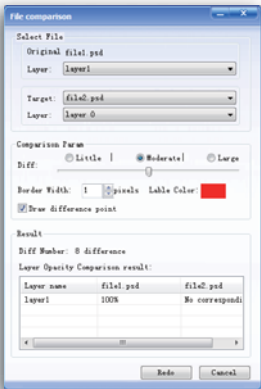 File comparison
Select File
Original file1.psd
Layer: layer1
Target: file2.psd
Layer: layer 0
Comparison Param
Little Moderate Large
Diff:
Border Width: 1 pixels Lable Color:
Draw difference point
Result
Diff Number: 8 difference
Layer Opacity Comparison result:
Layer name file1.psd file2.psd
layer1 100% No correspondi
Redo Cancel